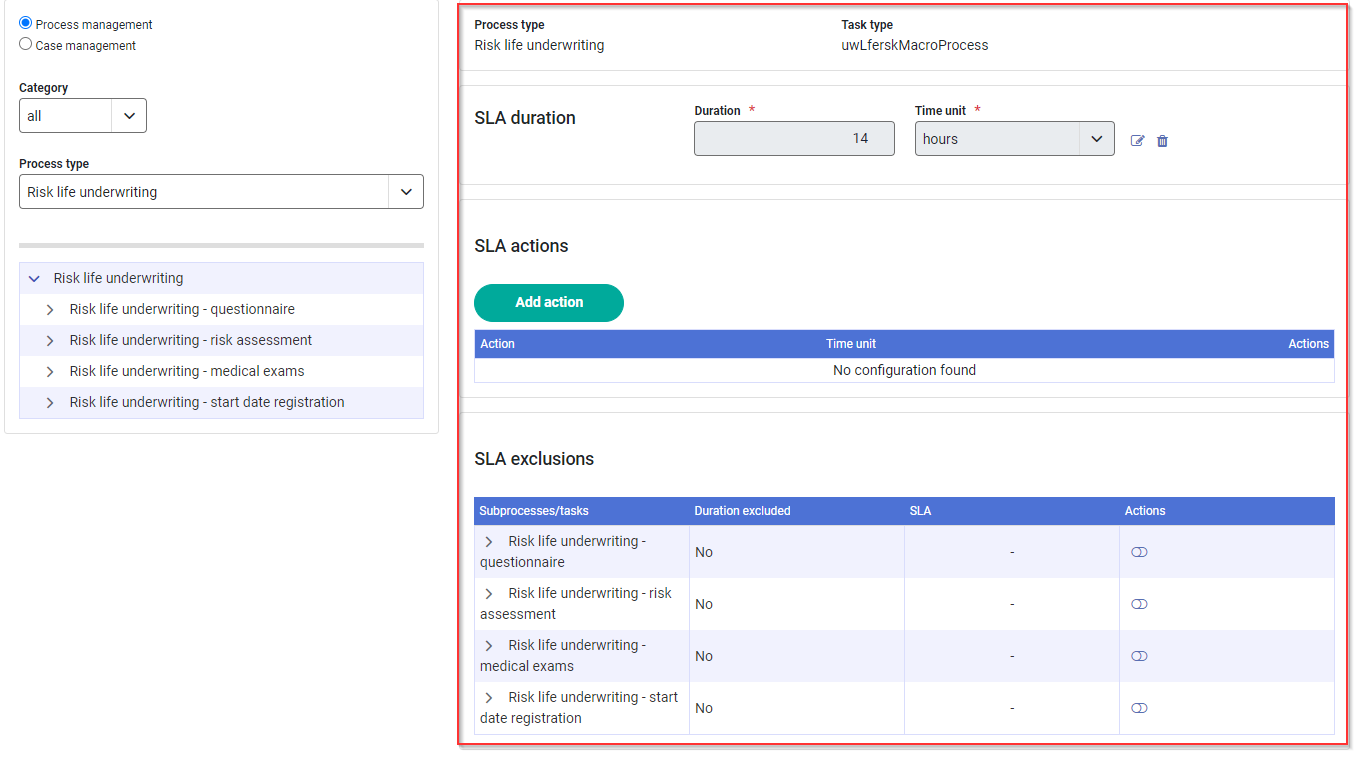 Process management
Case management
Category
all
Process type
Risk life underwriting
Risk life underwriting
Risk life underwriting - questionnaire
Risk life underwriting - risk assessment
Risk life underwriting - medical exams
Risk life underwriting - start date registration
Process type Task type
Risk life underwriting uwLferskMacroProcess
SLA duration
Duration * Time unit *
14 hours
SLA actions
Add action
Action Time unit Actions
No configuration found
SLA exclusions
Subprocesses/tasks Duration excluded SLA Actions
Risk life underwriting -
questionnaire
No -
Risk life underwriting - risk
assessment
No -
Risk life underwriting -
medical exams
No -
Risk life underwriting - start
date registration
No -